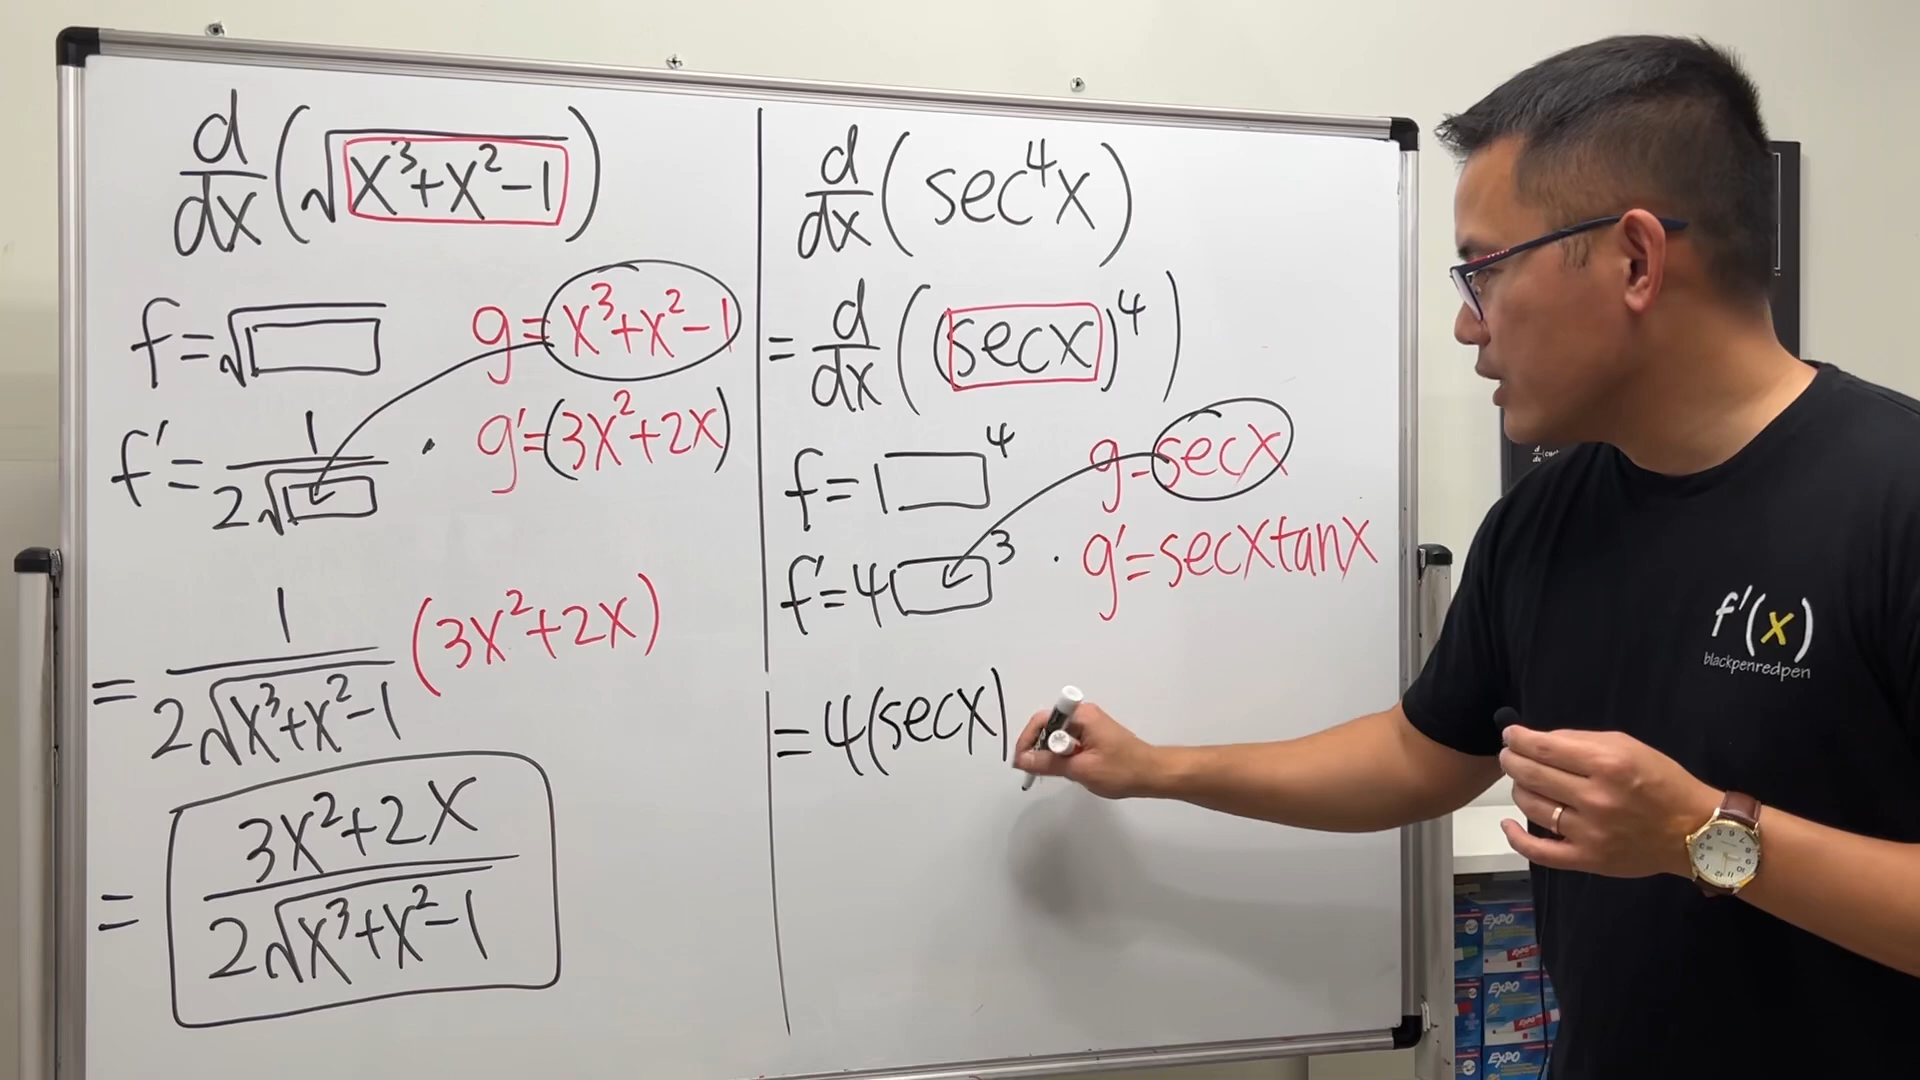 d/dx (√(x³+x²-1))
f = √□
g = x³+x²-1
f' = 1/(2√□) · g' = (3x²+2x)
= 1/(2√(x³+x²-1)) (3x²+2x)
= (3x²+2x)/(2√(x³+x²-1))
d/dx (sec⁴x)
= d/dx ((secx)⁴)
f = □⁴
g = secx
f' = 4□³ · g' = secxtanx
= 4(secx)
f'(x)
blackpenredpen
EXPO
EXPO
EXPO